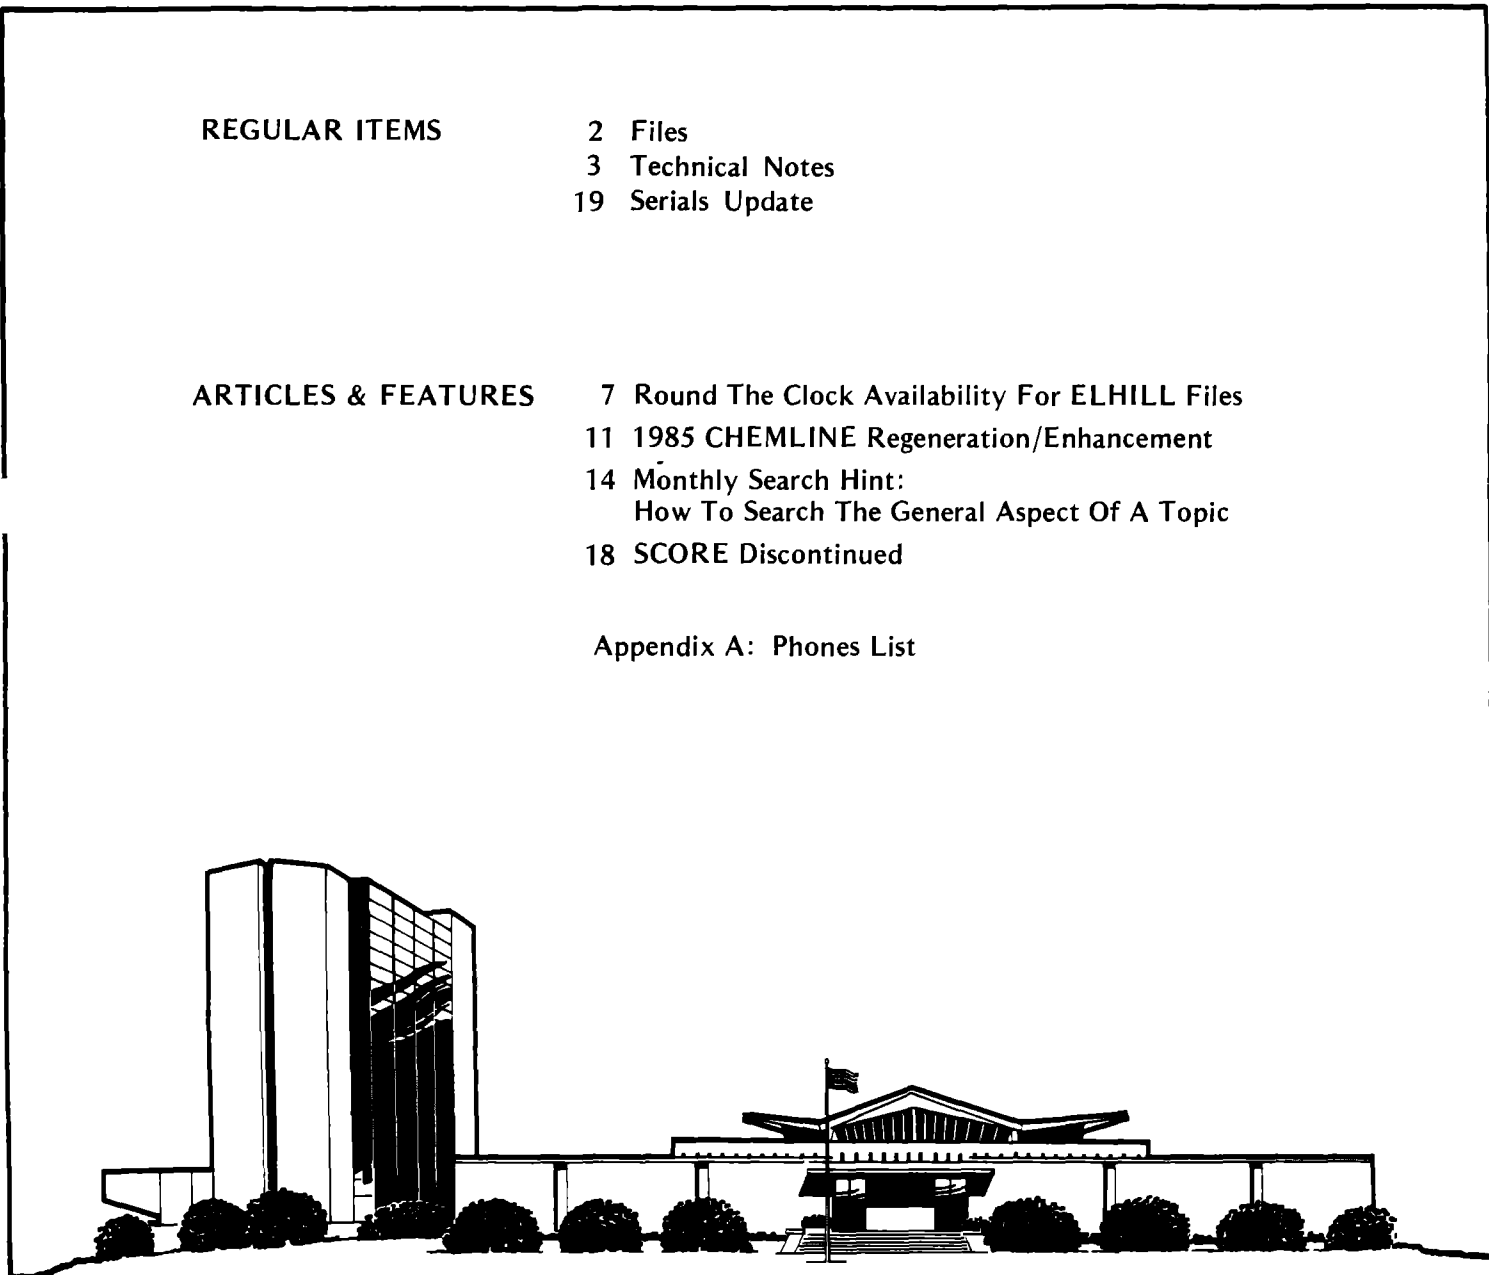 REGULAR ITEMS
2 Files
3 Technical Notes
19 Serials Update
ARTICLES & FEATURES
7 Round The Clock Availability For ELHILL Files
11 1985 CHEMLINE Regeneration/Enhancement
14 Monthly Search Hint:
How To Search The General Aspect Of A Topic
18 SCORE Discontinued
Appendix A: Phones List